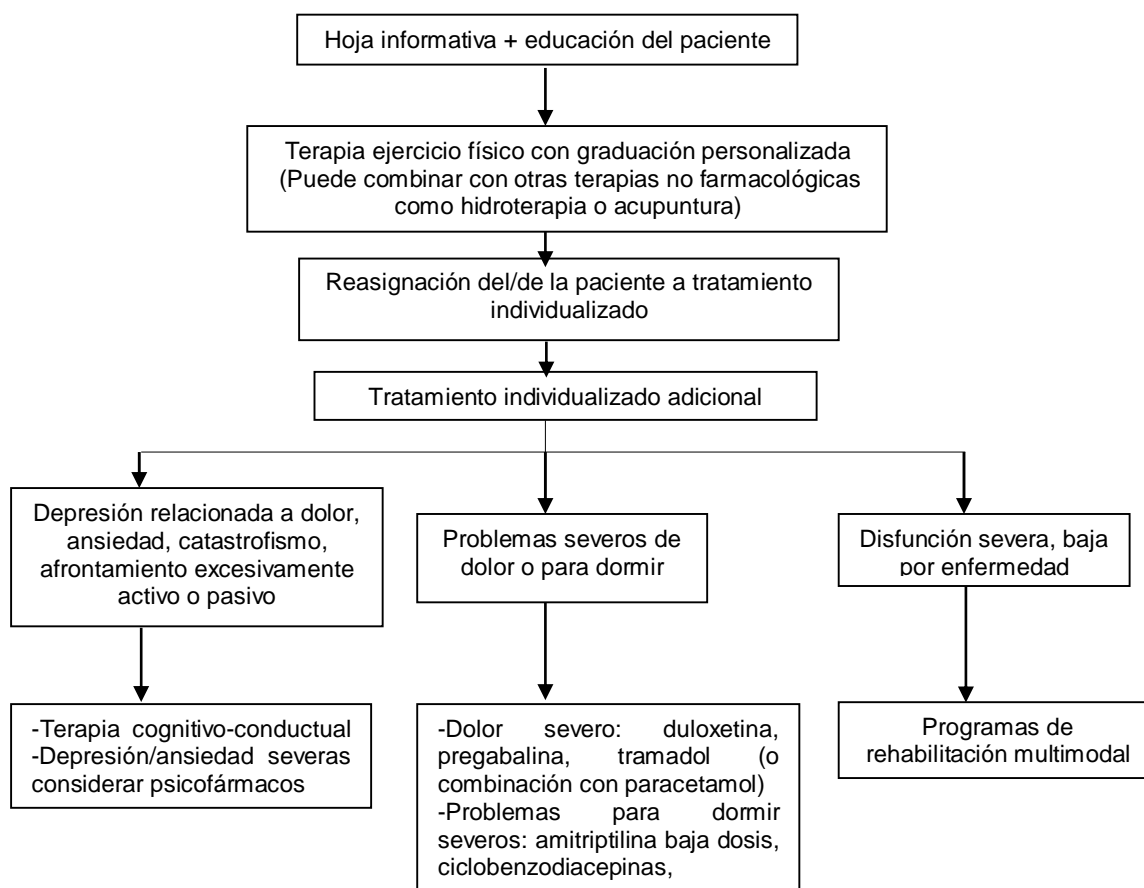 Hoja informativa + educación del paciente
Terapia ejercicio físico con graduación personalizada
(Puede combinar con otras terapias no farmacológicas
como hidroterapia o acupuntura)
Reasignación del/de la paciente a tratamiento
individualizado
Tratamiento individualizado adicional
Depresión relacionada a dolor,
ansiedad, catastrofismo,
afrontamiento excesivamente
activo o pasivo
Problemas severos de
dolor o para dormir
Disfunción severa, baja
por enfermedad
-Terapia cognitivo-conductual
-Depresión/ansiedad severas
considerar psicofármacos
-Dolor severo: duloxetina,
pregabalina, tramadol (o
combinación con paracetamol)
-Problemas para dormir
severos: amitriptilina baja dosis,
ciclobenzodiacepinas,
Programas de
rehabilitación multimodal